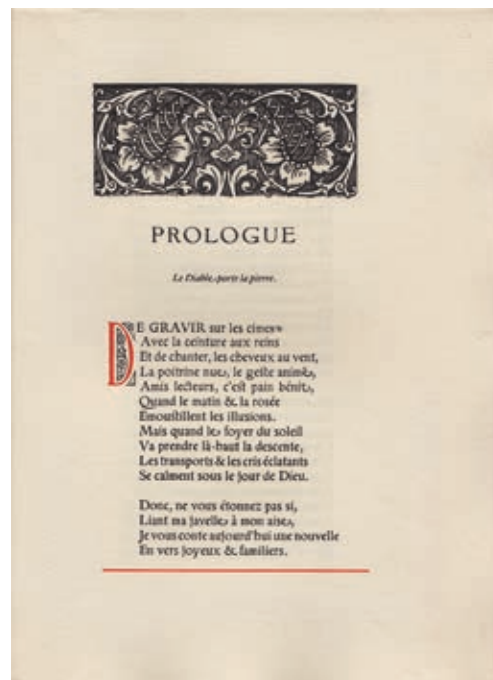 PROLOGUE
Le Diable porte la pierre.
DE GRAVIR sur les cimes
Avec la ceinture aux reins
Et de chanter, les cheveux au vent,
La poitrine nue, le geste animé,
Amis lecteurs, c'est pain bénit,
Quand le matin & la rosée
Emoustillent les illusions.
Mais quand le foyer du soleil
Va prendre là-haut la descente,
Les transports & les cris éclatants
Se calment sous le jour de Dieu.
Donc, ne vous étonnez pas si,
Liant ma javelle à mon aise,
Je vous conte aujourd'hui une nouvelle
En vers joyeux & familiers.